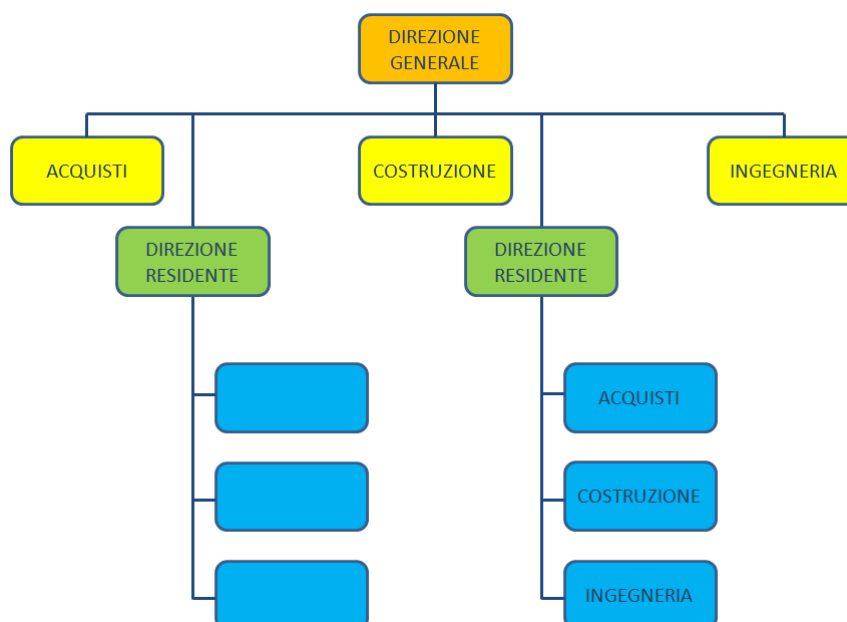 DIREZIONE
GENERALE
ACQUISTI
COSTRUZIONE
INGEGNERIA
DIREZIONE
RESIDENTE
DIREZIONE
RESIDENTE
ACQUISTI
COSTRUZIONE
INGEGNERIA